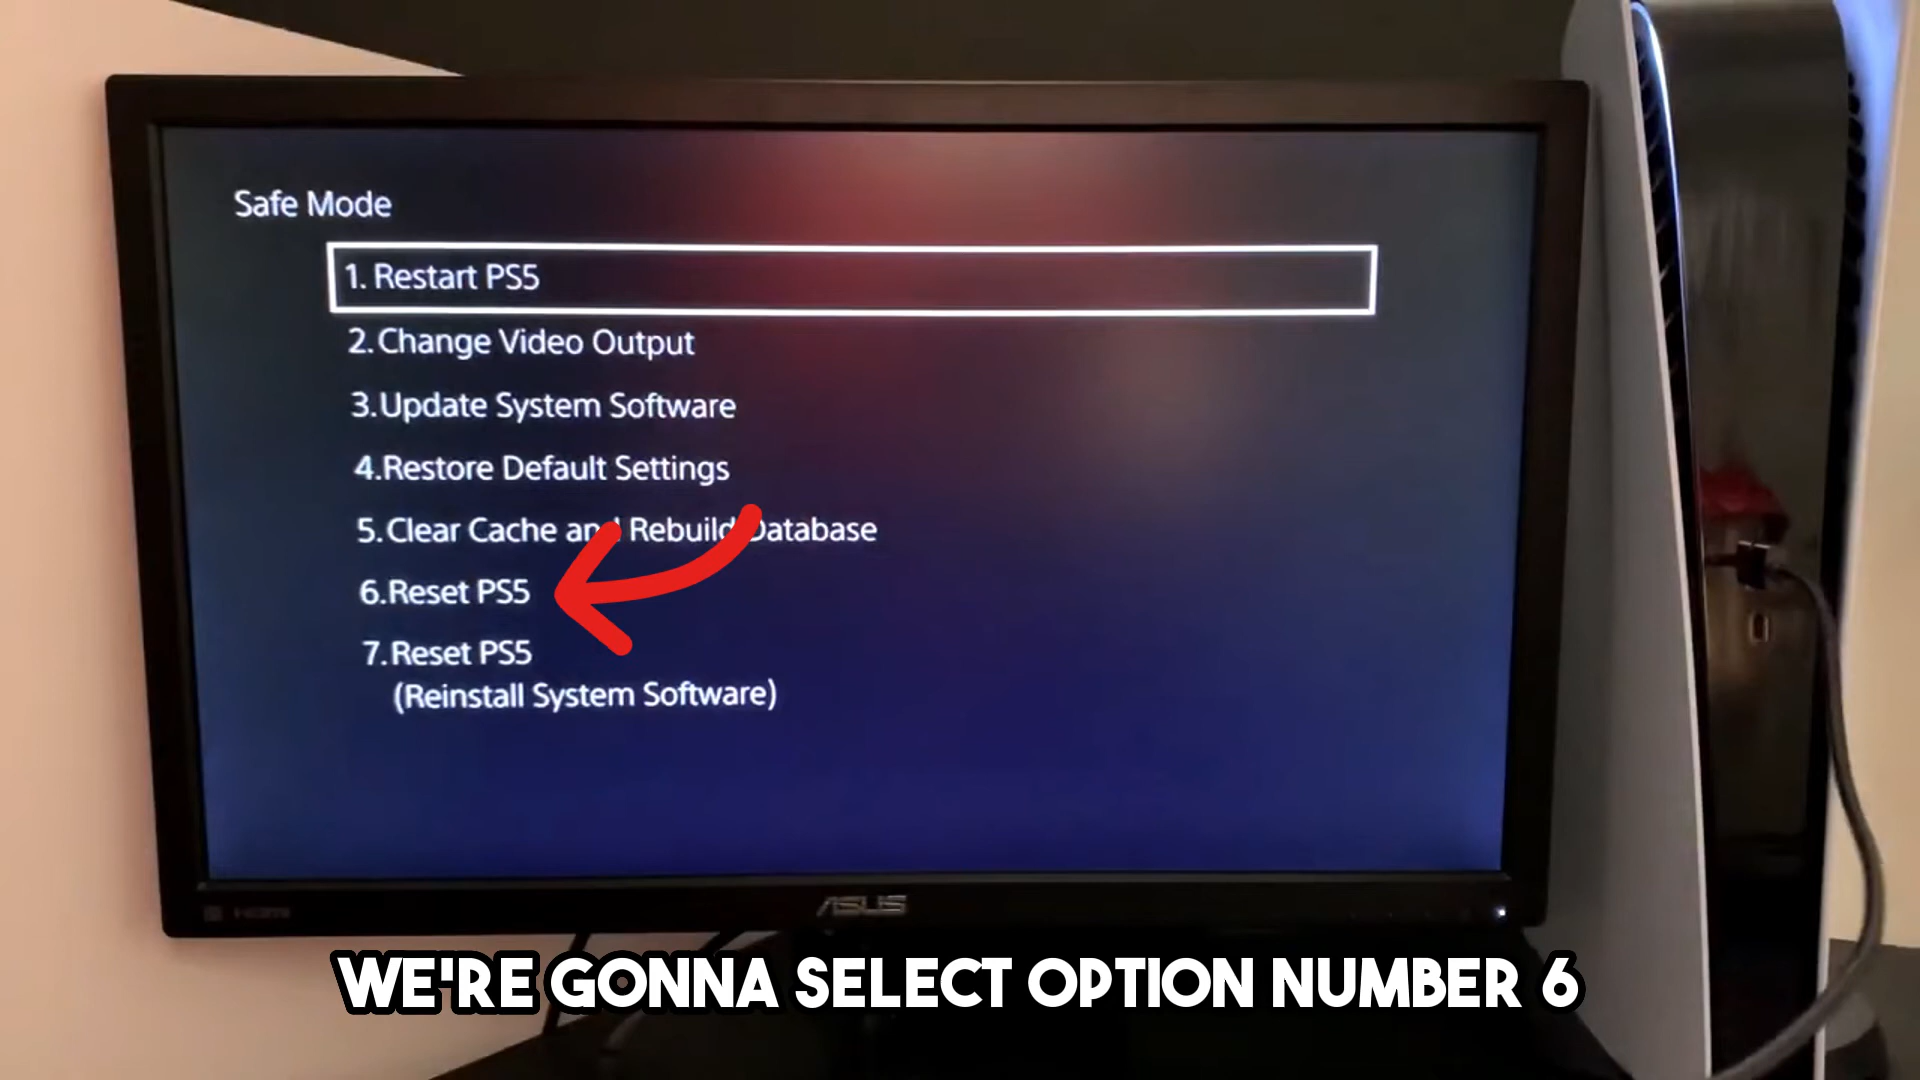 Safe Mode
1. Restart PS5
2. Change Video Output
3. Update System Software
4. Restore Default Settings
5. Clear Cache and Rebuild Database
6. Reset PS5
7. Reset PS5
(Reinstall System Software)
HDMI
ASUS
WE'RE GONNA SELECT OPTION NUMBER 6